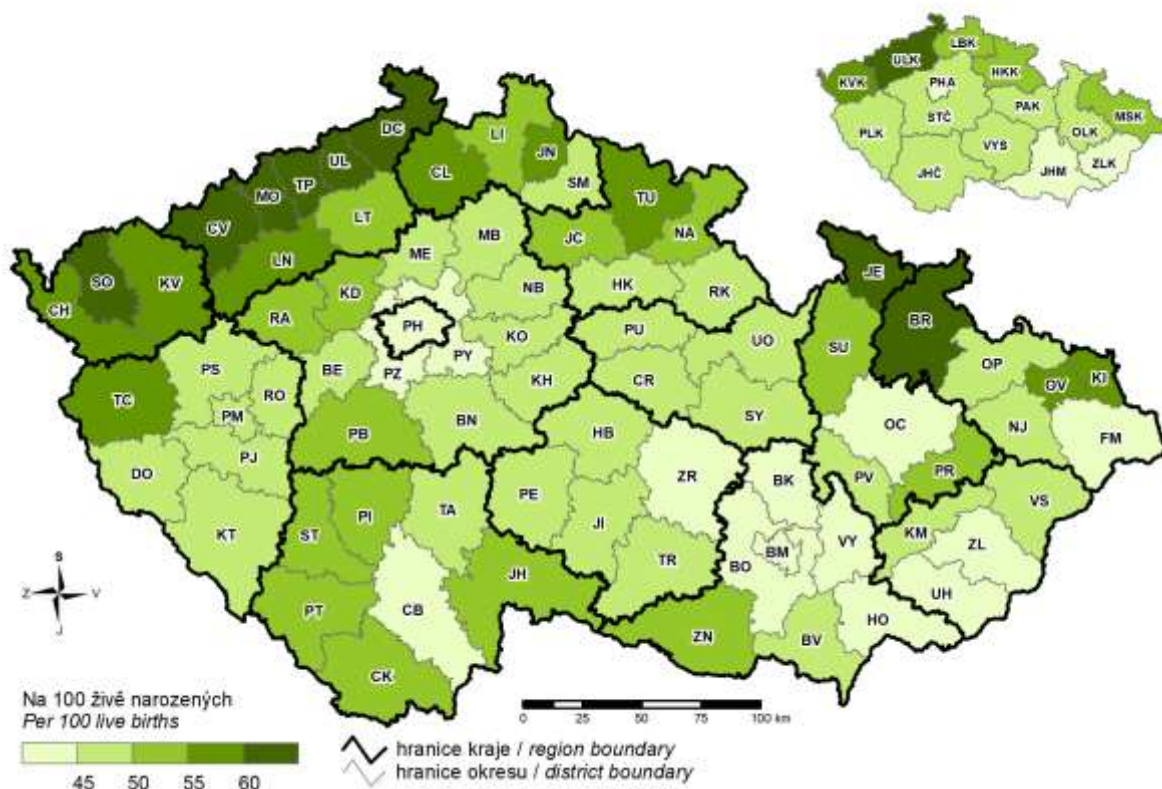 LBK
ULK
KVK
HKK
PHA
PAK
STČ
MSK
PLK
OLK
VYS
ZLK
JHČ
JHM
DC
LI
UL
JN
CL
TP
MO
SM
CV
LT
TU
MB
JC
NA
ME
SO
LN
KV
KD
NB
HK
JE
CH
RK
RA
PH
KO
PU
UO
BR
SU
PY
BE
PZ
PS
KH
CR
OP
KI
TC
RO
OV
PM
PB
BN
SY
OC
NJ
FM
HB
PJ
DO
PR
ZR
PV
VS
BK
PE
TA
KT
ST
PI
JI
KM
ZL
VY
BM
BO
TR
JH
UH
PT
CB
HO
ZN
BV
CK
S
Z V
J
Na 100 živě narozených
Per 100 live births
45 50 55 60
0 25 50 75 100 km
hranice kraje / region boundary
hranice okresu / district boundary